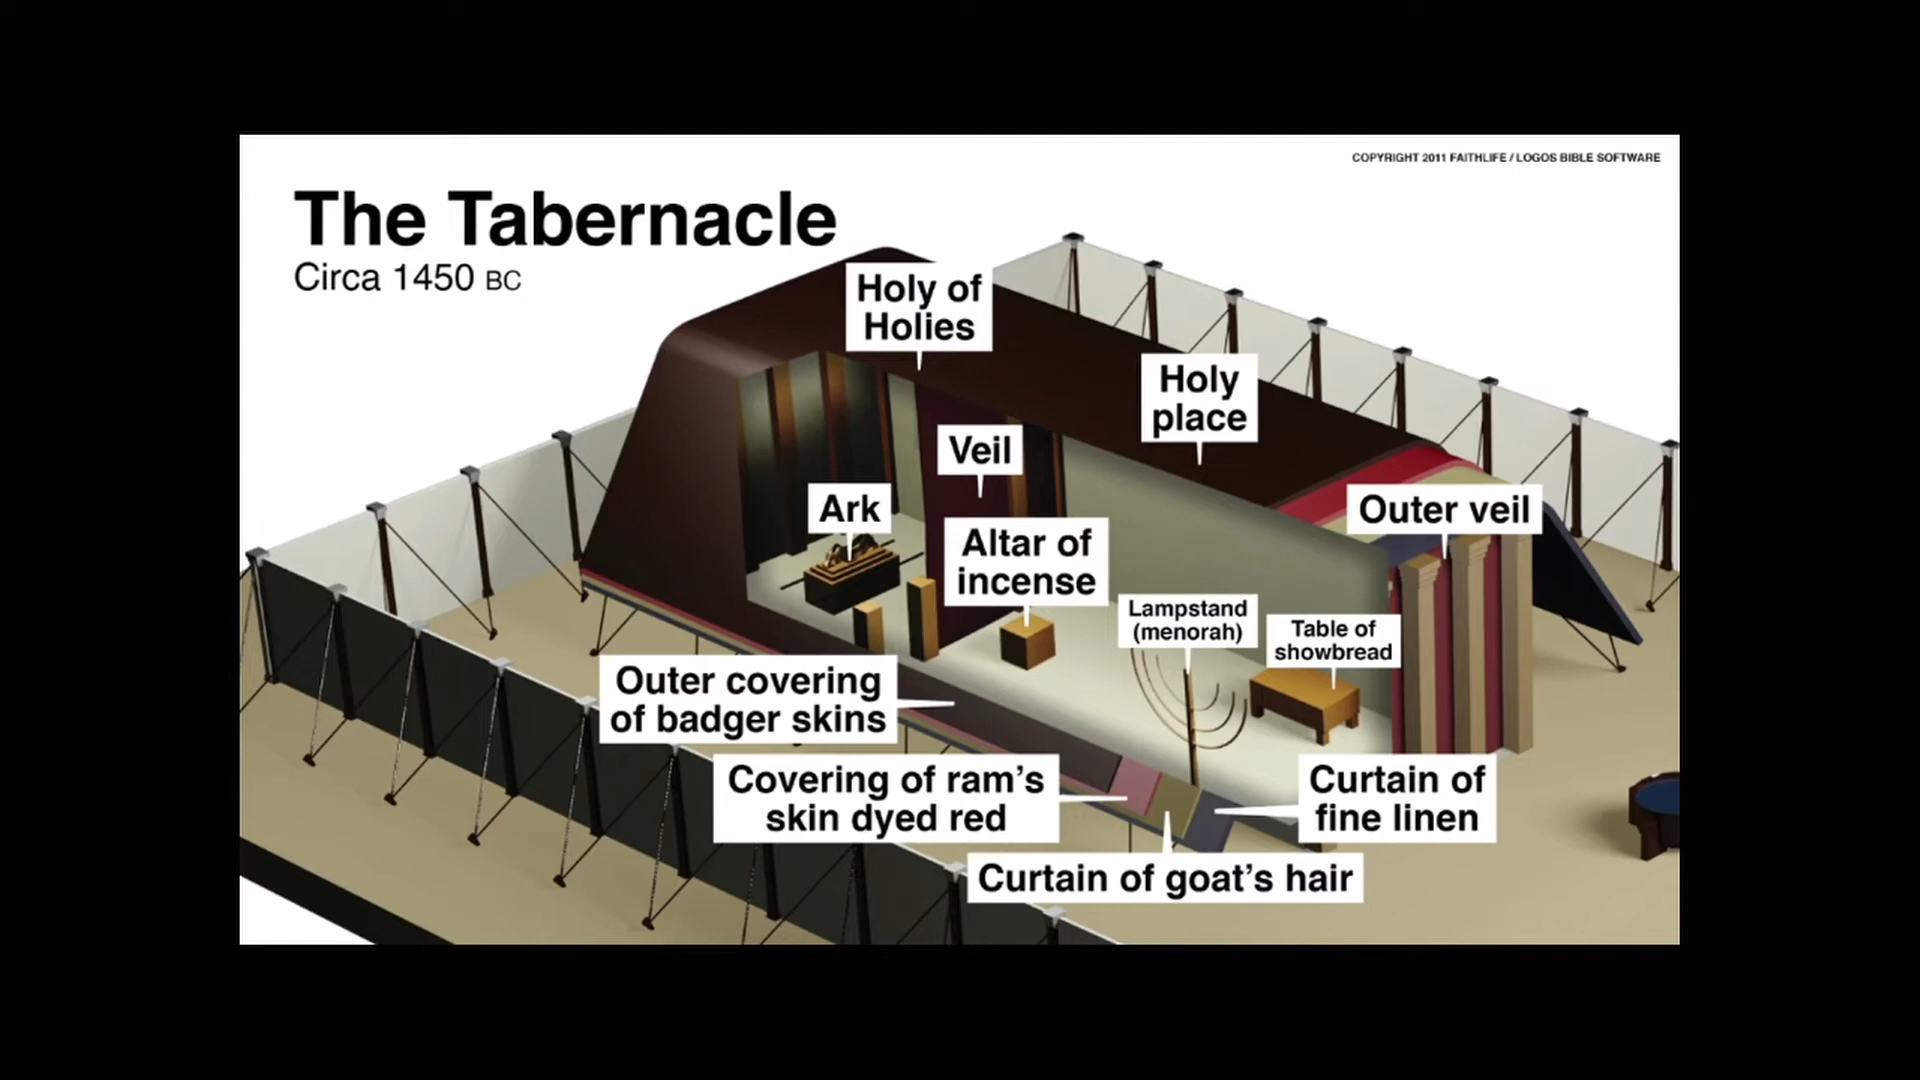 COPYRIGHT 2011 FAITHLIFE / LOGOS BIBLE SOFTWARE
The Tabernacle
Circa 1450 BC
Holy of
Holies
Holy
place
Veil
Ark
Outer veil
Altar of
incense
Lampstand
(menorah)
Table of
showbread
Outer covering
of badger skins
Covering of ram's
skin dyed red
Curtain of
fine linen
Curtain of goat's hair